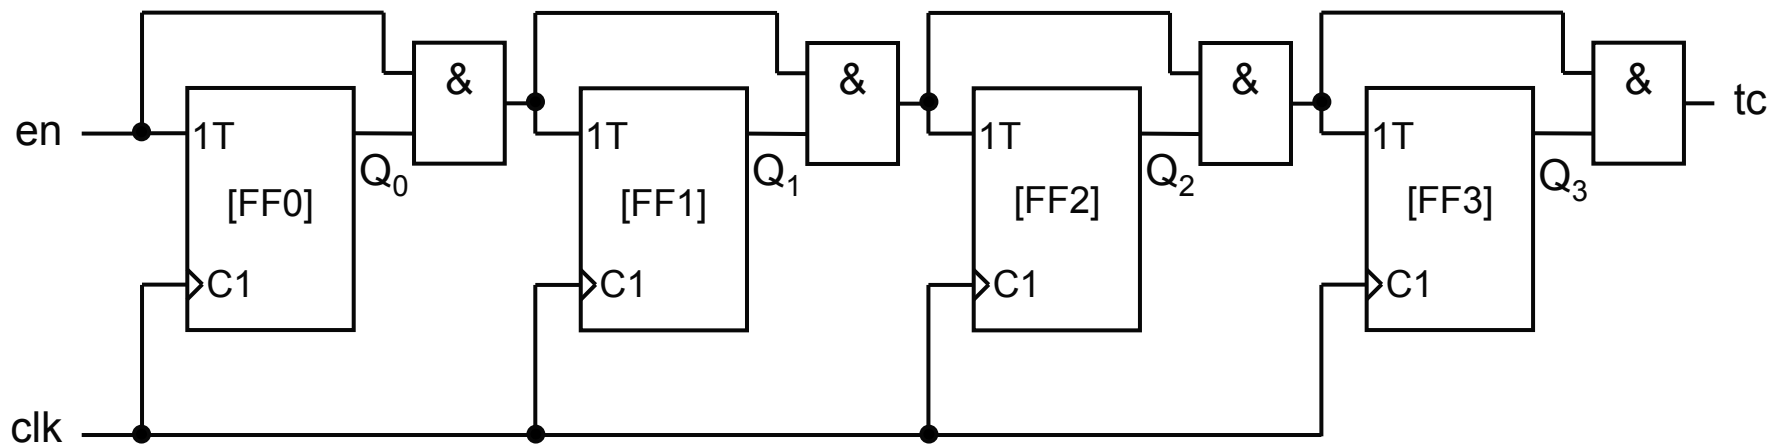 & & & &
tc
en 1T 1T 1T 1T
Q0 Q1 Q2 Q3
[FF0] [FF1] [FF2] [FF3]
C1 C1 C1 C1
clk